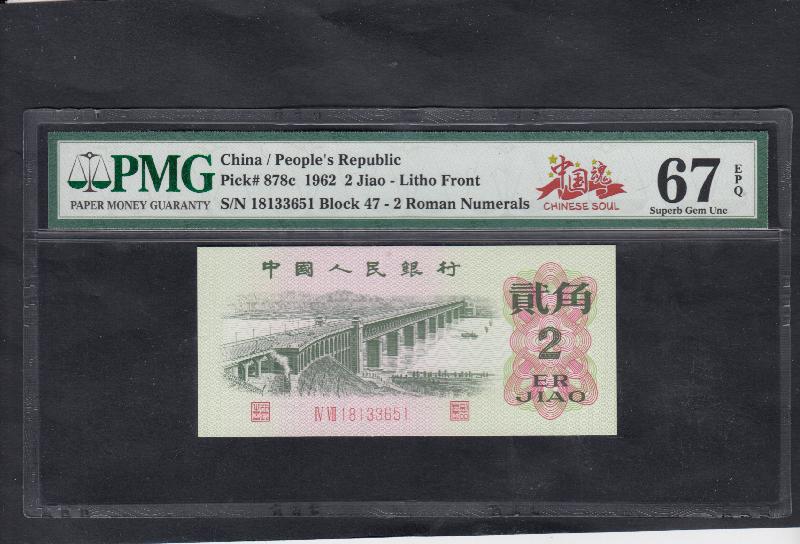 PMG
PAPER MONEY GUARANTY
China / People's Republic
Pick# 878c 1962 2 Jiao - Litho Front
S/N 18133651 Block 47 - 2 Roman Numerals
中国魂
CHINESE SOUL
67
EPQ
Superb Gem Unc
中國人民銀行
貳角
2
ER
JIAO
IV VII 18133651